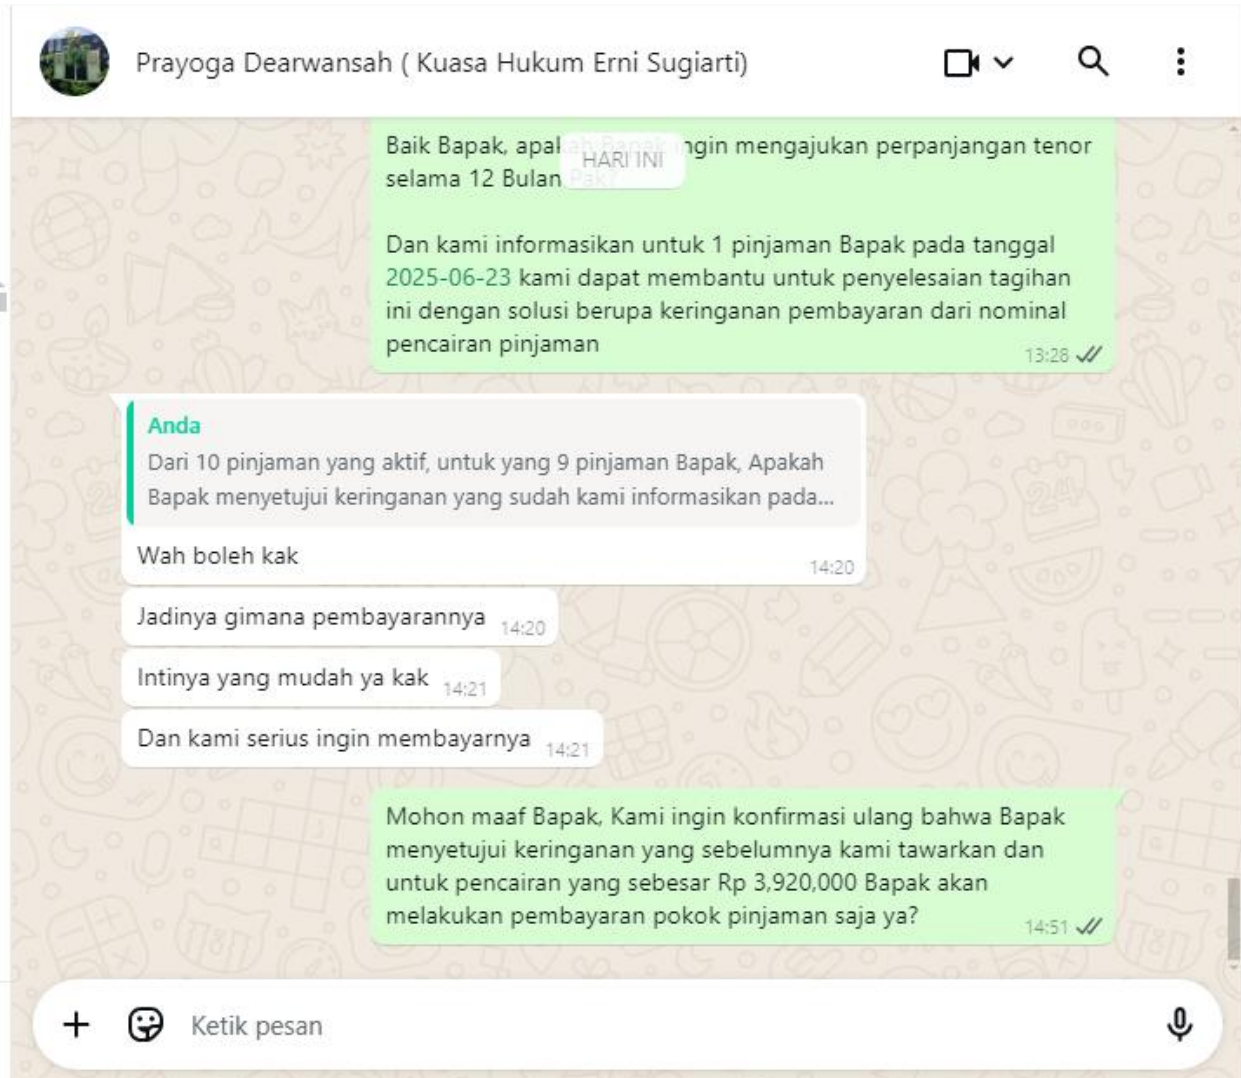 Prayoga Dearwansah ( Kuasa Hukum Erni Sugiarti)
HARI INI
Baik Bapak, apakah Bapak ingin mengajukan perpanjangan tenor
selama 12 Bulan Pak?
Dan kami informasikan untuk 1 pinjaman Bapak pada tanggal
2025-06-23 kami dapat membantu untuk penyelesaian tagihan
ini dengan solusi berupa keringanan pembayaran dari nominal
pencairan pinjaman
13:28
Anda
Dari 10 pinjaman yang aktif, untuk yang 9 pinjaman Bapak, Apakah
Bapak menyetujui keringanan yang sudah kami informasikan pada...
Wah boleh kak
14:20
Jadinya gimana pembayarannya 14:20
Intinya yang mudah ya kak 14:21
Dan kami serius ingin membayarnya 14:21
Mohon maaf Bapak, Kami ingin konfirmasi ulang bahwa Bapak
menyetujui keringanan yang sebelumnya kami tawarkan dan
untuk pencairan yang sebesar Rp 3,920,000 Bapak akan
melakukan pembayaran pokok pinjaman saja ya?
14:51
Ketik pesan